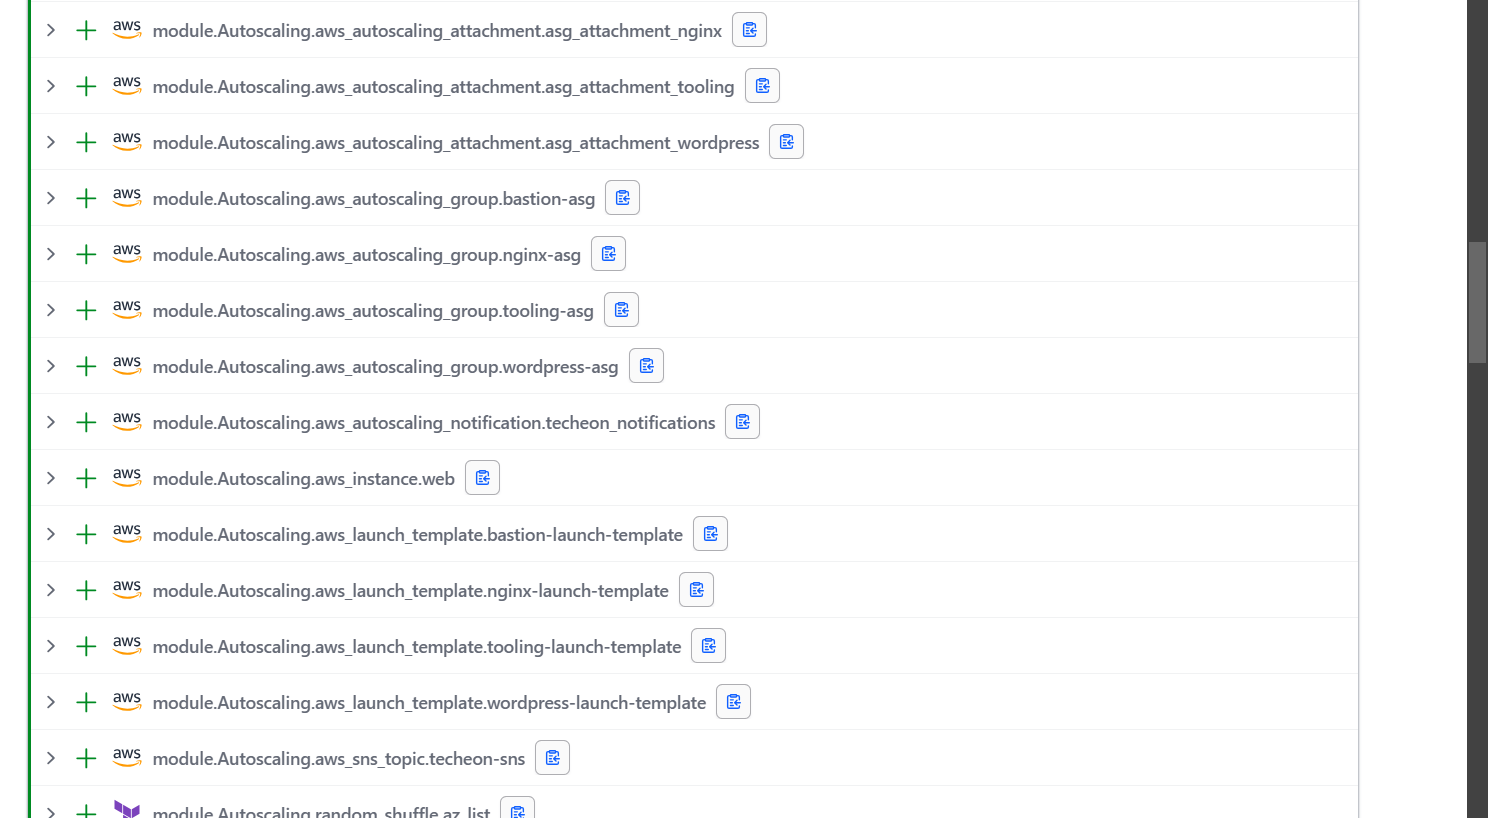 aws module.Autoscaling.aws_autoscaling_attachment.asg_attachment_nginx
aws module.Autoscaling.aws_autoscaling_attachment.asg_attachment_tooling
aws module.Autoscaling.aws_autoscaling_attachment.asg_attachment_wordpress
aws module.Autoscaling.aws_autoscaling_group.bastion-asg
aws module.Autoscaling.aws_autoscaling_group.nginx-asg
aws module.Autoscaling.aws_autoscaling_group.tooling-asg
aws module.Autoscaling.aws_autoscaling_group.wordpress-asg
aws module.Autoscaling.aws_autoscaling_notification.techeon_notifications
aws module.Autoscaling.aws_instance.web
aws module.Autoscaling.aws_launch_template.bastion-launch-template
aws module.Autoscaling.aws_launch_template.nginx-launch-template
aws module.Autoscaling.aws_launch_template.tooling-launch-template
aws module.Autoscaling.aws_launch_template.wordpress-launch-template
aws module.Autoscaling.aws_sns_topic.techeon-sns
module.Autoscaling.random_shuffle.az_list